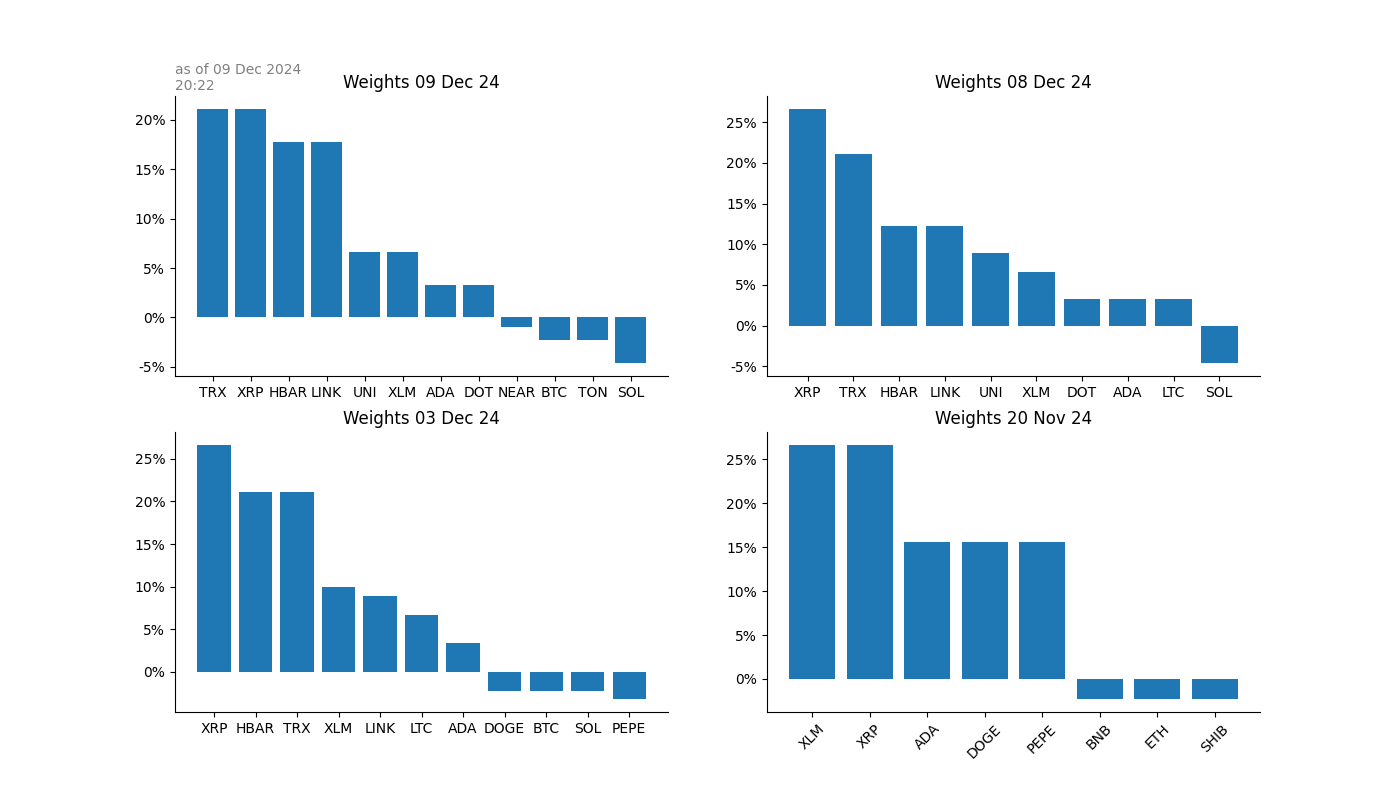 as of 09 Dec 2024
20:22
Weights 09 Dec 24
20%
15%
10%
5%
0%
-5%
TRX XRP HBAR LINK UNI XLM ADA DOT NEAR BTC TON SOL
Weights 08 Dec 24
25%
20%
15%
10%
5%
0%
-5%
XRP TRX HBAR LINK UNI XLM DOT ADA LTC SOL
Weights 03 Dec 24
25%
20%
15%
10%
5%
0%
XRP HBAR TRX XLM LINK LTC ADA DOGE BTC SOL PEPE
Weights 20 Nov 24
25%
20%
15%
10%
5%
0%
XLM XRP ADA DOGE PEPE BNB ETH SHIB